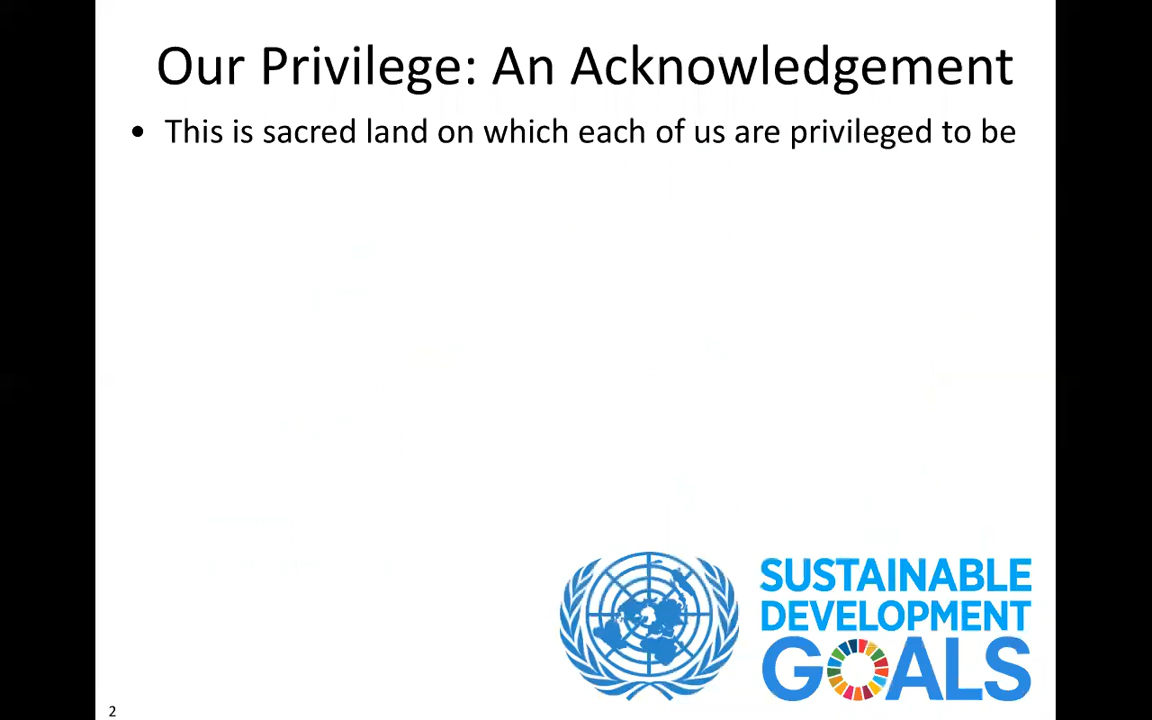 Our Privilege: An Acknowledgement
• This is sacred land on which each of us are privileged to be
SUSTAINABLE
DEVELOPMENT
GOALS
2